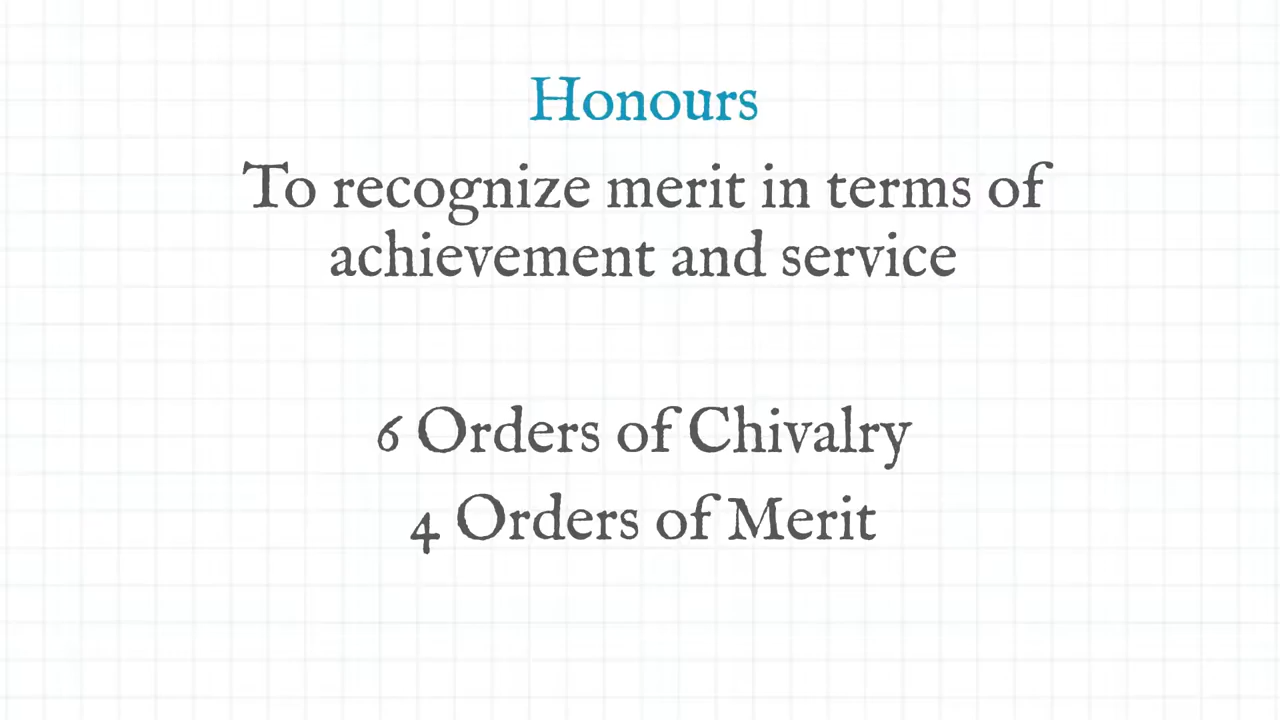 Honours
To recognize merit in terms of
achievement and service
6 Orders of Chivalry
4 Orders of Merit